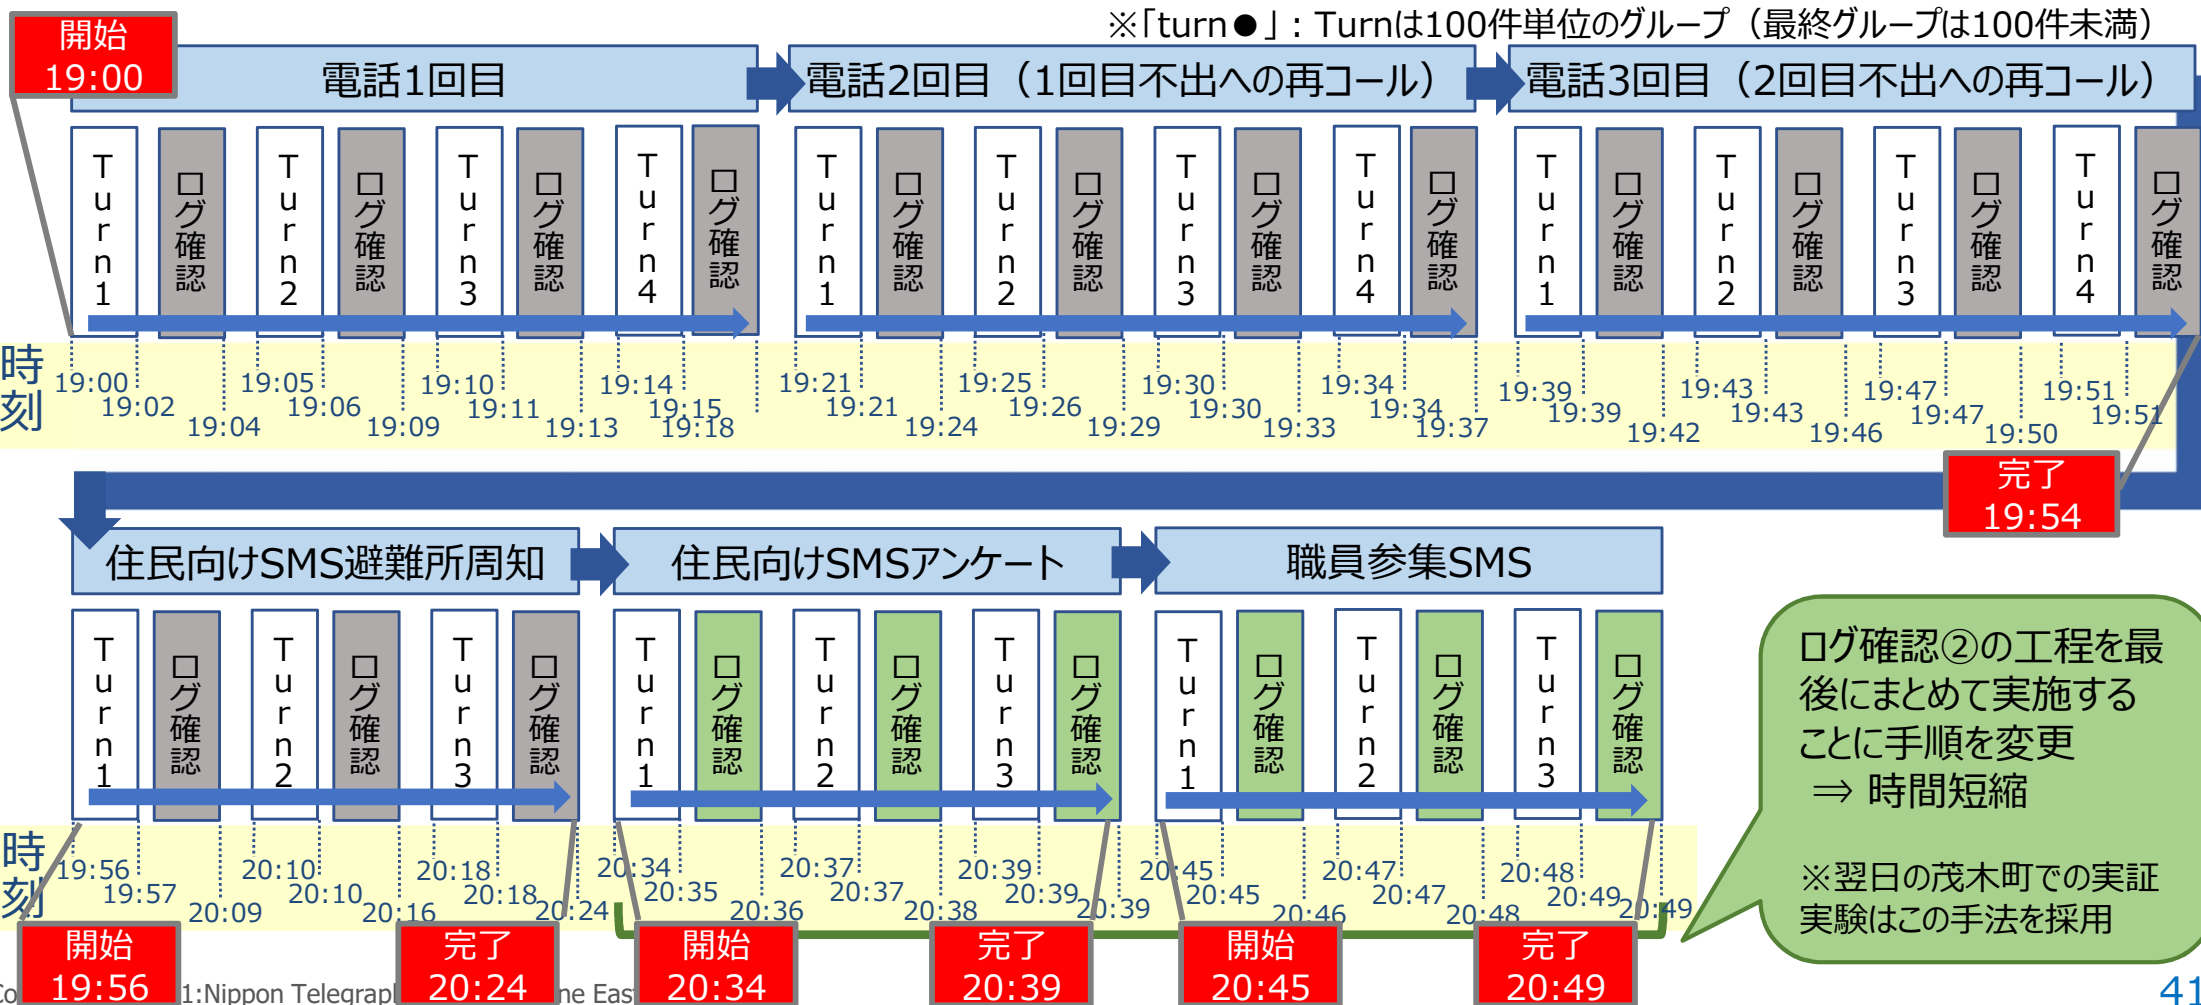 ※「turn●」: Turnは100件単位のグループ（最終グループは100件未満）
開始
19:00
電話1回目
電話2回目（1回目不出への再コール）
電話3回目（2回目不出への再コール）
Turn1
ログ確認
Turn2
ログ確認
Turn3
ログ確認
Turn4
ログ確認
Turn1
ログ確認
Turn2
ログ確認
Turn3
ログ確認
Turn4
ログ確認
Turn1
ログ確認
Turn2
ログ確認
Turn3
ログ確認
Turn4
ログ確認
時刻
19:00
19:02
19:04
19:05
19:06
19:09
19:10
19:11
19:13
19:14
19:15
19:18
19:21
19:21
19:24
19:25
19:26
19:29
19:30
19:30
19:33
19:34
19:34
19:37
19:39
19:39
19:42
19:43
19:43
19:46
19:47
19:47
19:50
19:51
19:51
完了
19:54
住民向けSMS避難所周知
住民向けSMSアンケート
職員参集SMS
Turn1
ログ確認
Turn2
ログ確認
Turn3
ログ確認
Turn1
ログ確認
Turn2
ログ確認
Turn3
ログ確認
Turn1
ログ確認
Turn2
ログ確認
Turn3
ログ確認
時刻
19:56
19:57
20:09
20:10
20:10
20:16
20:18
20:18
20:24
20:34
20:35
20:36
20:37
20:37
20:38
20:39
20:39
20:39
20:45
20:45
20:46
20:47
20:47
20:48
20:48
20:49
20:49
開始
19:56
完了
20:24
開始
20:34
完了
20:39
開始
20:45
完了
20:49
ログ確認②の工程を最
後にまとめて実施する
ことに手順を変更
⇒ 時間短縮
※翌日の茂木町での実証
実験はこの手法を採用
1:Nippon Telegrap
East
41